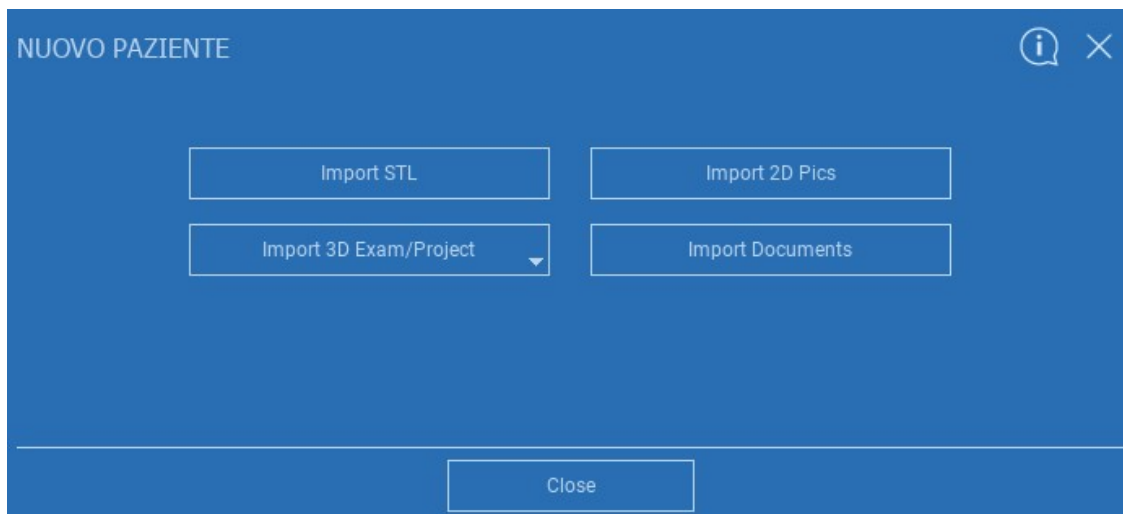 NUOVO PAZIENTE
Import STL
Import 2D Pics
Import 3D Exam/Project
Import Documents
Close